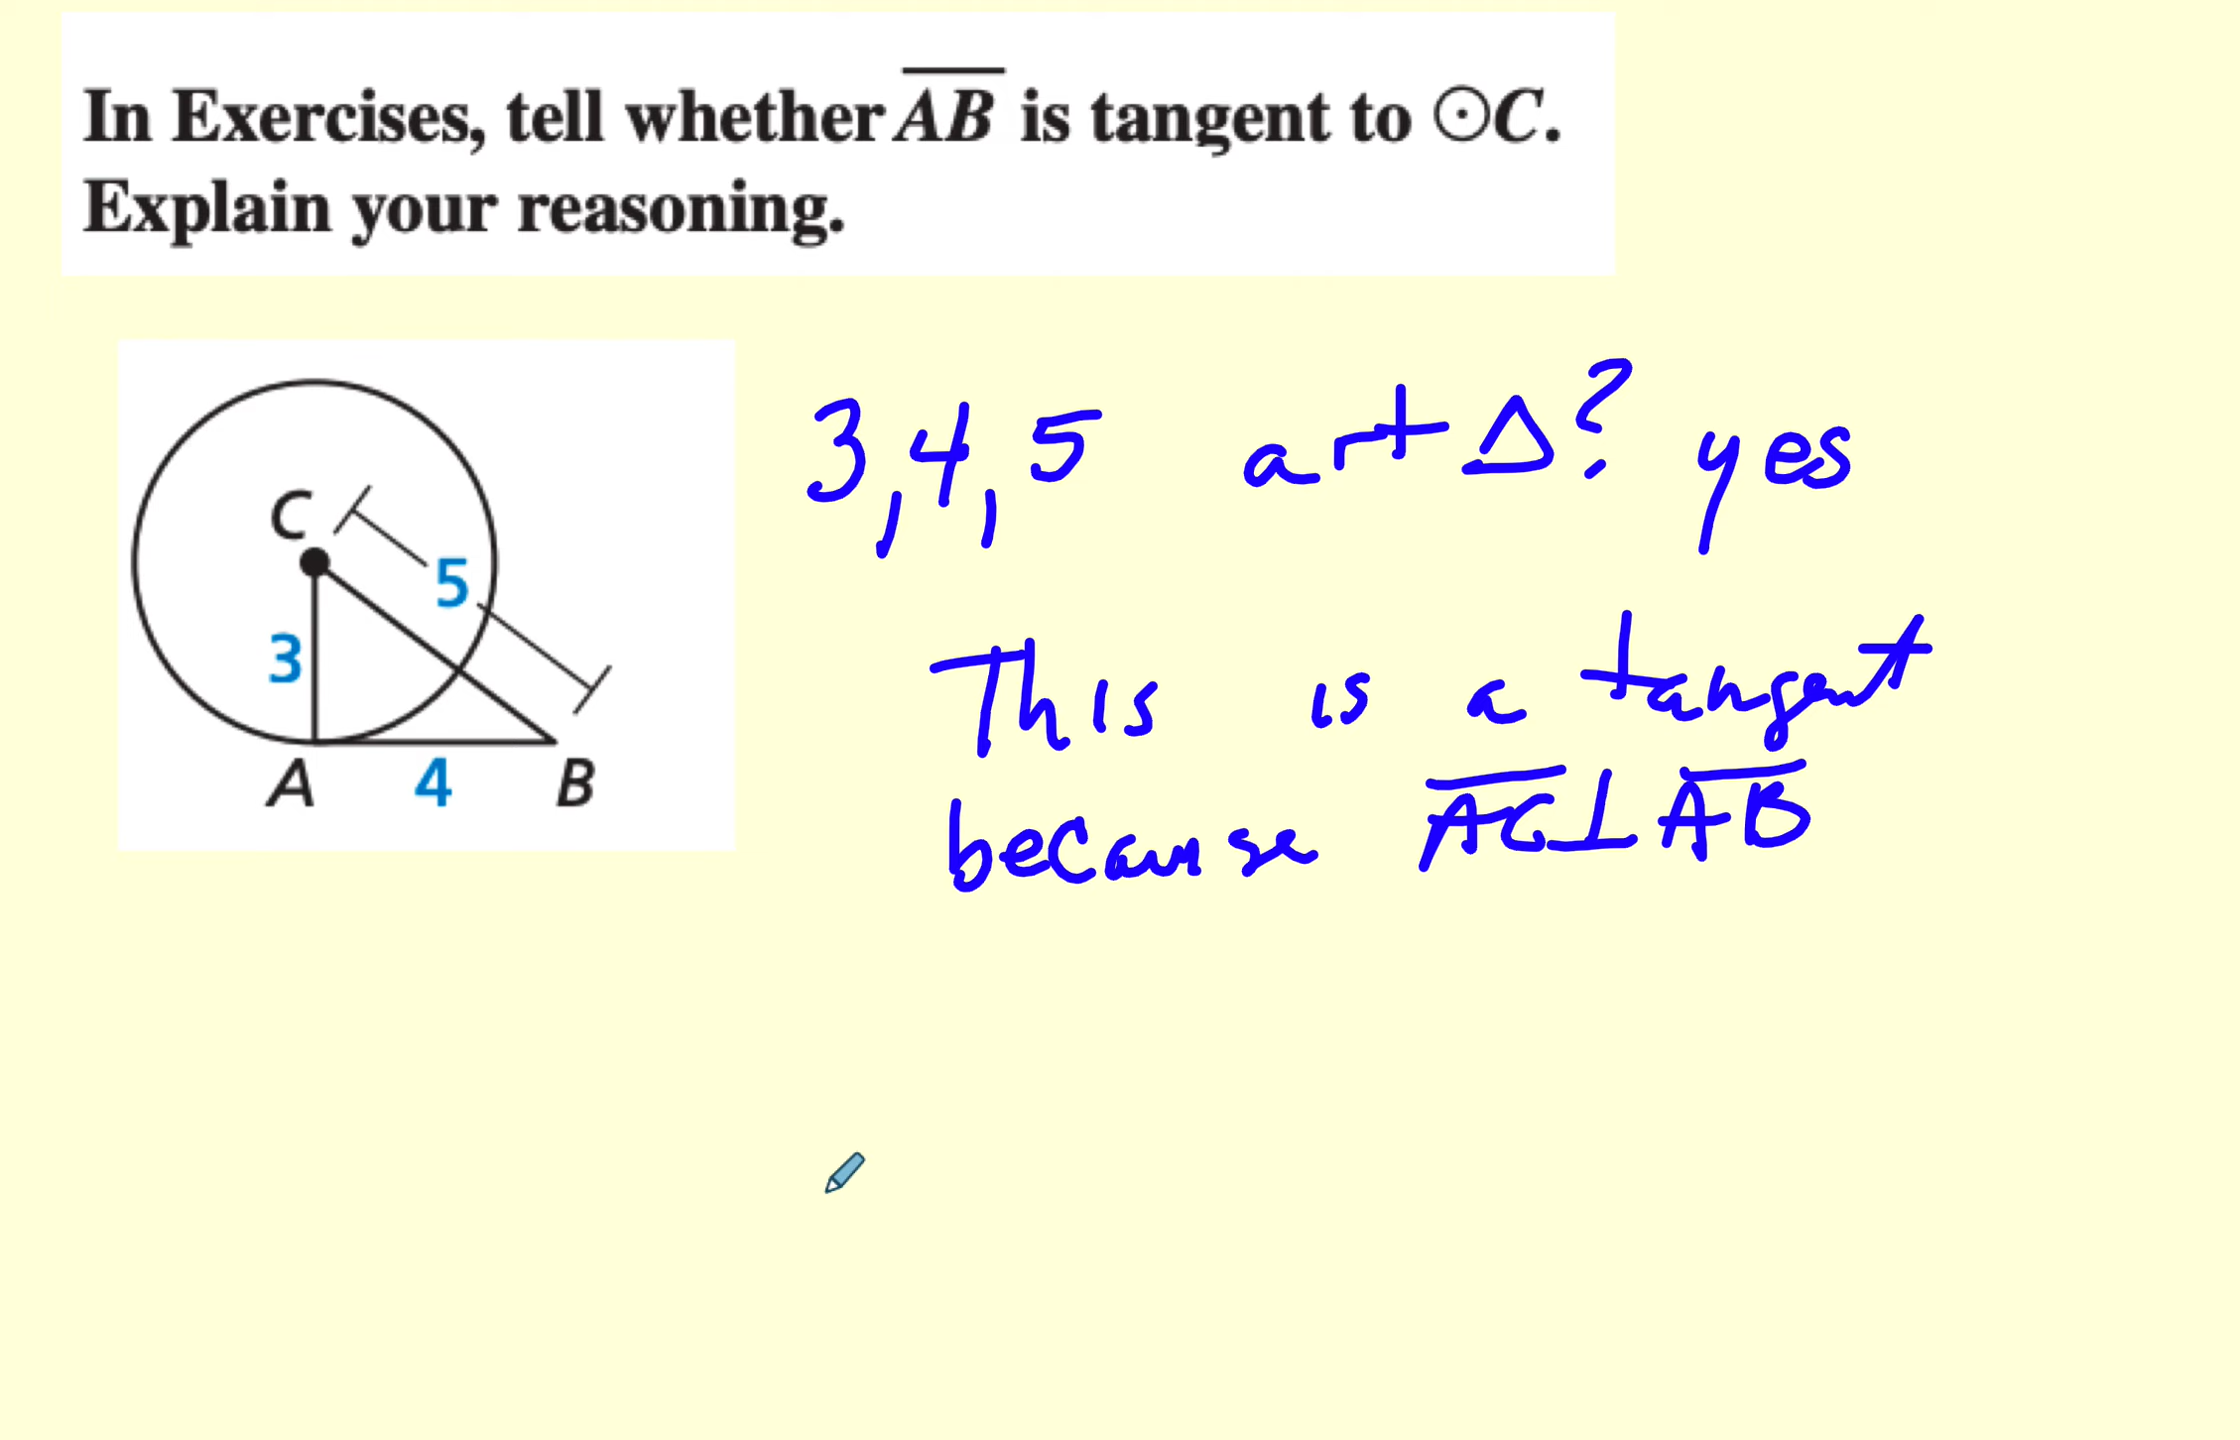 In Exercises, tell whether AB is tangent to ⊙C.
Explain your reasoning.
C
5
3
A 4 B
3,4,5 a rt Δ? yes
This is a tangent
because AC⊥AB